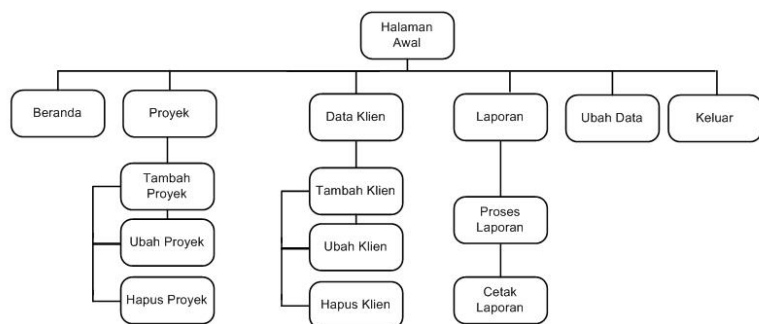 Halaman
Awal
Beranda
Proyek
Data Klien
Laporan
Ubah Data
Keluar
Tambah
Proyek
Tambah Klien
Proses
Laporan
Ubah Proyek
Ubah Klien
Hapus Proyek
Hapus Klien
Cetak
Laporan